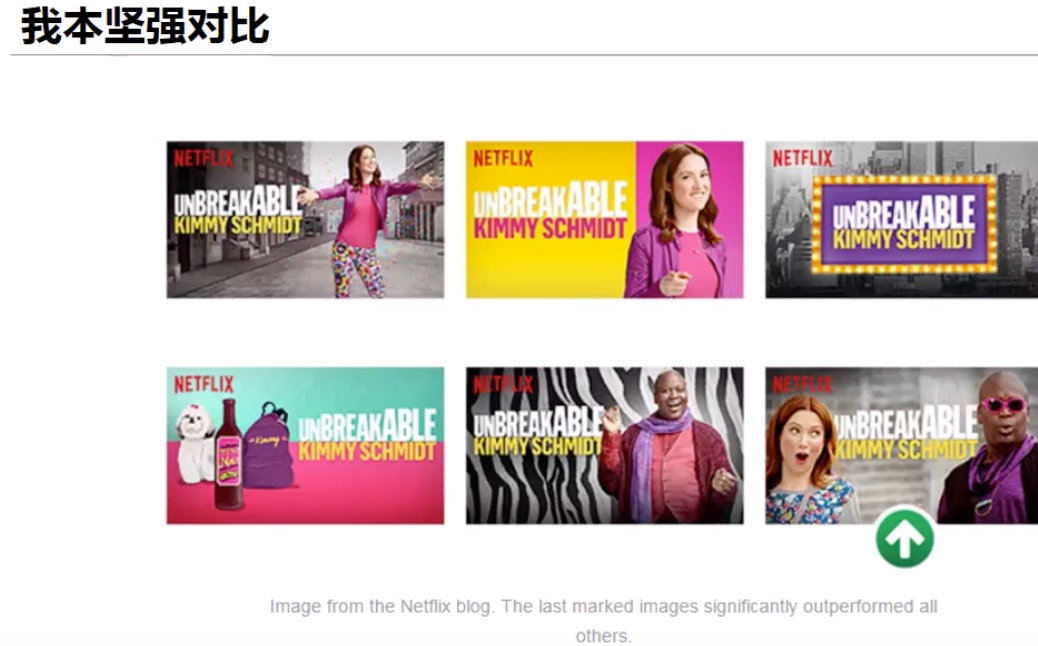 我本坚强对比
NETFLIX
UNBREAKABLE
KIMMY SCHMIDT
NETFLIX
UNBREAKABLE
KIMMY SCHMIDT
NETFLIX
UNBREAKABLE
KIMMY SCHMIDT
NETFLIX
Kimmy
UNBREAKABLE
KIMMY SCHMIDT
NETFLIX
UNBREAKABLE
KIMMY SCHMIDT
NETFLIX
UNBREAKABLE
KIMMY SCHMIDT
Image from the Netflix blog. The last marked images significantly outperformed all
others.